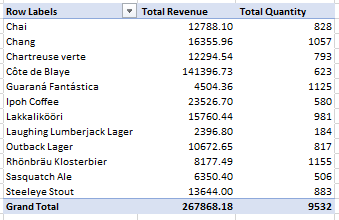 Row Labels Total Revenue Total Quantity
Chai 12788.10 828
Chang 16355.96 1057
Chartreuse verte 12294.54 793
Côte de Blaye 141396.73 623
Guaraná Fantástica 4504.36 1125
Ipoh Coffee 23526.70 580
Lakkalikööri 15760.44 981
Laughing Lumberjack Lager 2396.80 184
Outback Lager 10672.65 817
Rhönbräu Klosterbier 8177.49 1155
Sasquatch Ale 6350.40 506
Steeleye Stout 13644.00 883
Grand Total 267868.18 9532